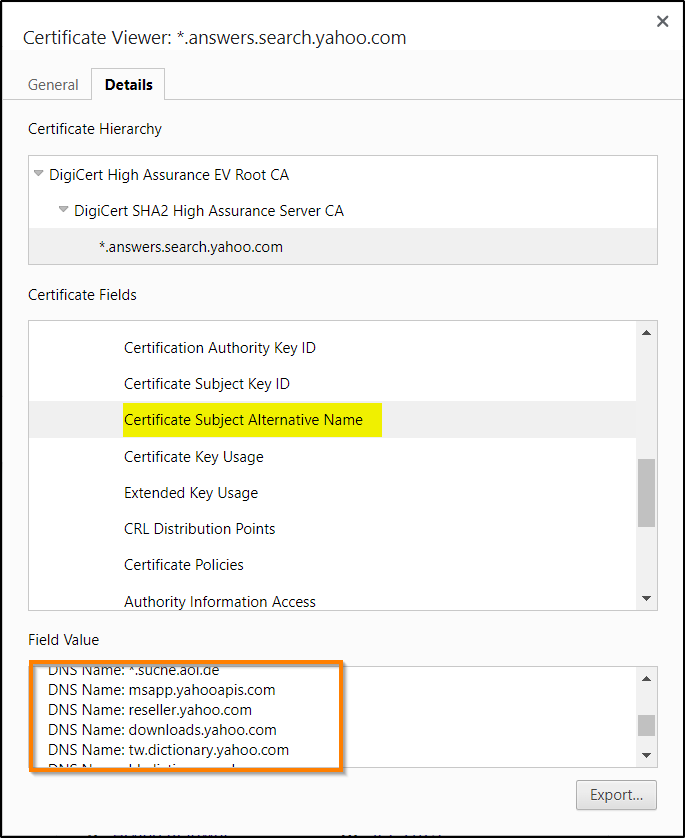 Certificate Viewer: *.answers.search.yahoo.com
General
Details
Certificate Hierarchy
DigiCert High Assurance EV Root CA
DigiCert SHA2 High Assurance Server CA
*.answers.search.yahoo.com
Certificate Fields
Certification Authority Key ID
Certificate Subject Key ID
Certificate Subject Alternative Name
Certificate Key Usage
Extended Key Usage
CRL Distribution Points
Certificate Policies
Authority Information Access
Field Value
DNS Name: *.suche.aol.de
DNS Name: msapp.yahooapis.com
DNS Name: reseller.yahoo.com
DNS Name: downloads.yahoo.com
DNS Name: tw.dictionary.yahoo.com
DNS Name:
Export...